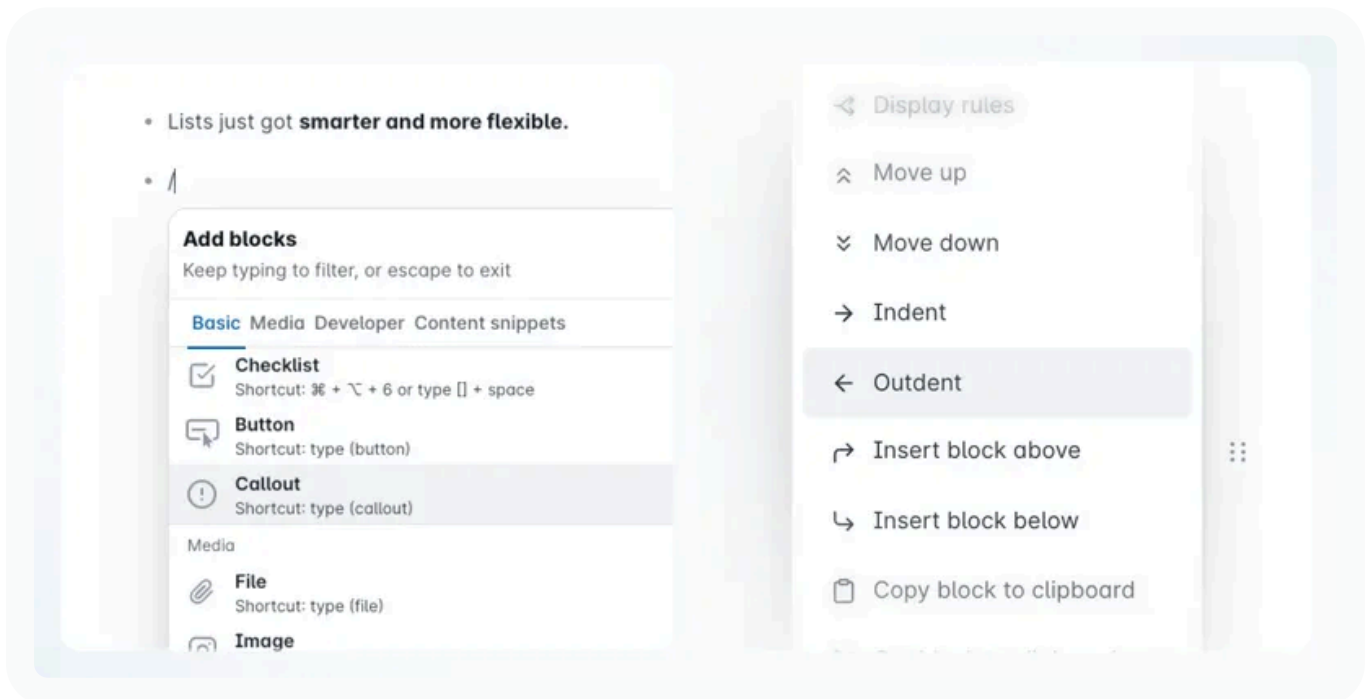 Lists just got smarter and more flexible.
/
Add blocks
Keep typing to filter, or escape to exit
Basic Media Developer Content snippets
Checklist
Shortcut: ⌘ + ⌥ + 6 or type [] + space
Button
Shortcut: type (button)
Callout
Shortcut: type (callout)
Media
File
Shortcut: type (file)
Image
Display rules
Move up
Move down
Indent
Outdent
Insert block above
Insert block below
Copy block to clipboard